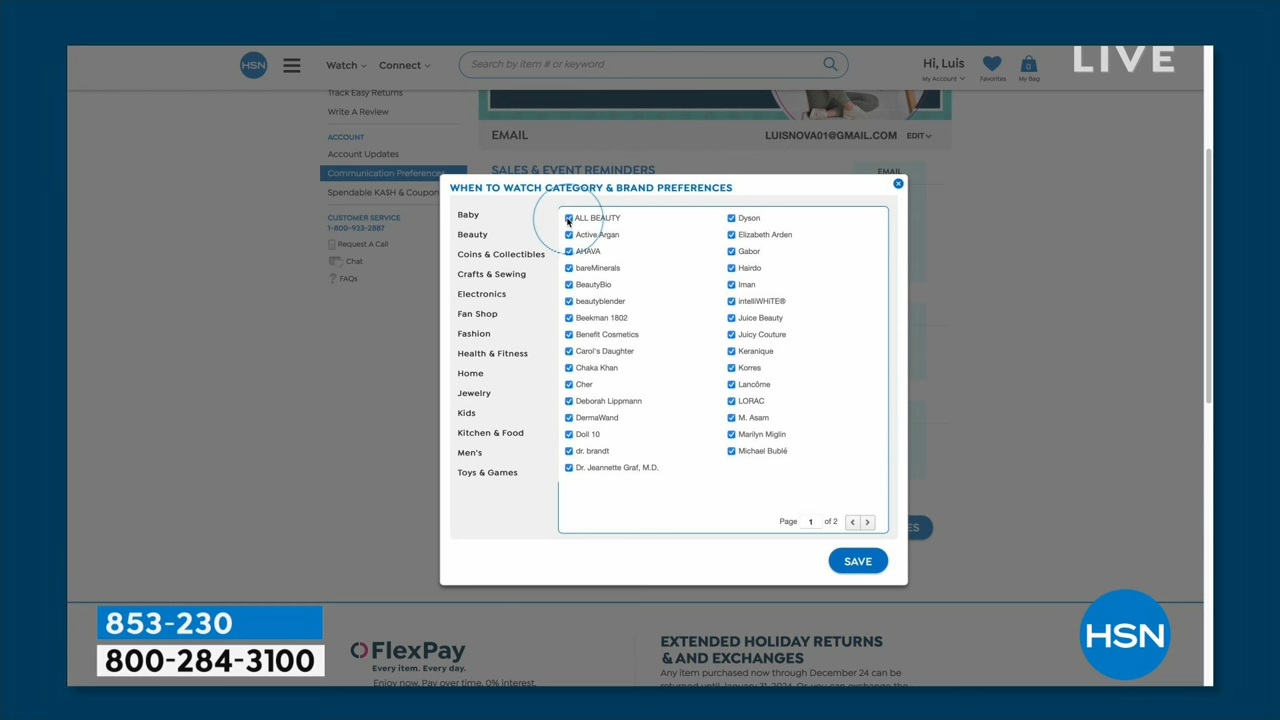 LIVE
HSN
Watch
Connect
Search by item # or keyword
Hi, Luis
My Account
Favorites
0
My Bag
Track Easy Returns
Write A Review
ACCOUNT
Account Updates
Communication Preferences
Spendable KASH & Coupon
CUSTOMER SERVICE
1-800-933-2887
Request A Call
Chat
FAQs
EMAIL
LUISNOVA01@GMAIL.COM
EDIT
SALES & EVENT REMINDERS
EMAIL
WHEN TO WATCH CATEGORY & BRAND PREFERENCES
Baby
Beauty
Coins & Collectibles
Crafts & Sewing
Electronics
Fan Shop
Fashion
Health & Fitness
Home
Jewelry
Kids
Kitchen & Food
Men's
Toys & Games
ALL BEAUTY
Active Argan
AHAVA
bareMinerals
BeautyBio
beautyblender
Beekman 1802
Benefit Cosmetics
Carol's Daughter
Chaka Khan
Cher
Deborah Lippmann
DermaWand
Doll 10
dr. brandt
Dr. Jeannette Graf, M.D.
Dyson
Elizabeth Arden
Gabor
Hairdo
Iman
intelliWHiTE®
Juice Beauty
Juicy Couture
Keranique
Korres
Lancôme
LORAC
M. Asam
Marilyn Miglin
Michael Bublé
Page 1 of 2
SAVE
ES
853-230
800-284-3100
FlexPay
Every item. Every day.
Enjoy now. Pay over time. 0% interest.
EXTENDED HOLIDAY RETURNS
& AND EXCHANGES
Any item purchased now through December 24 can be
HSN